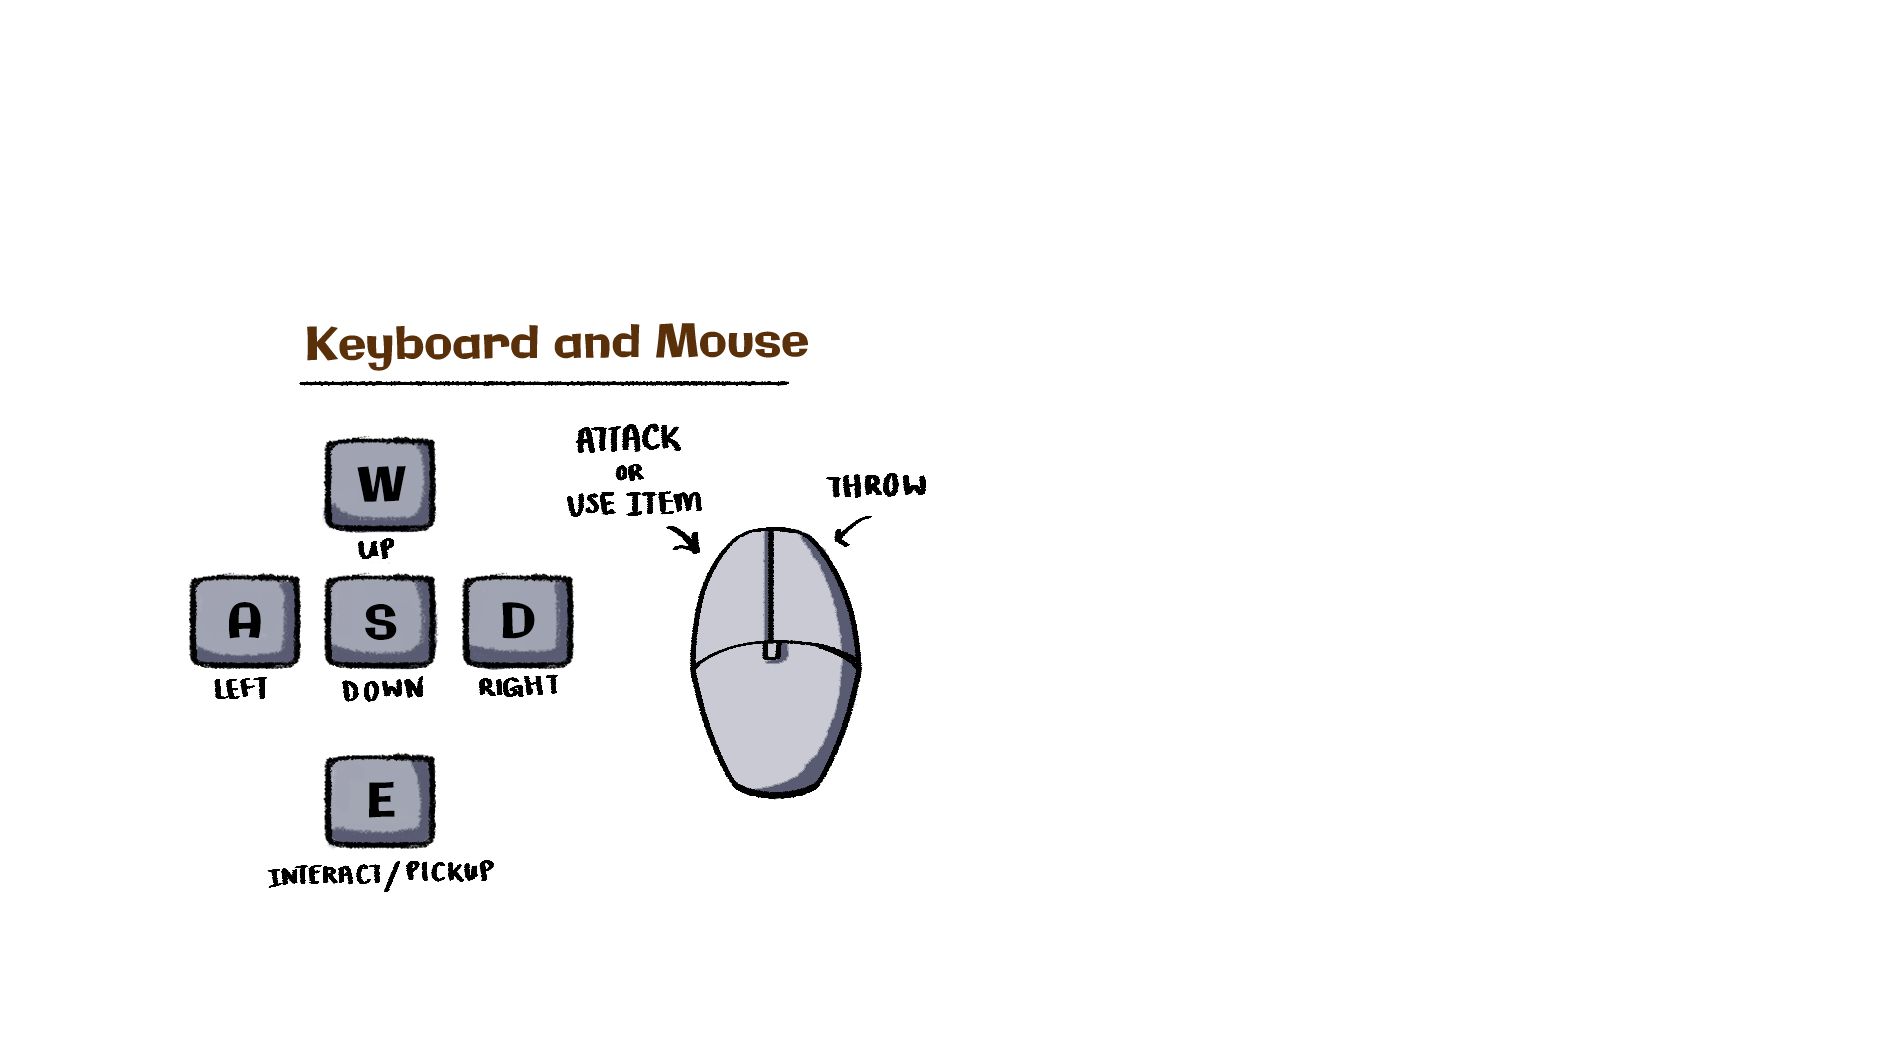 Keyboard and Mouse
W
UP
A S D
LEFT DOWN RIGHT
E
INTERACT/PICKUP
ATTACK
OR
USE ITEM
THROW